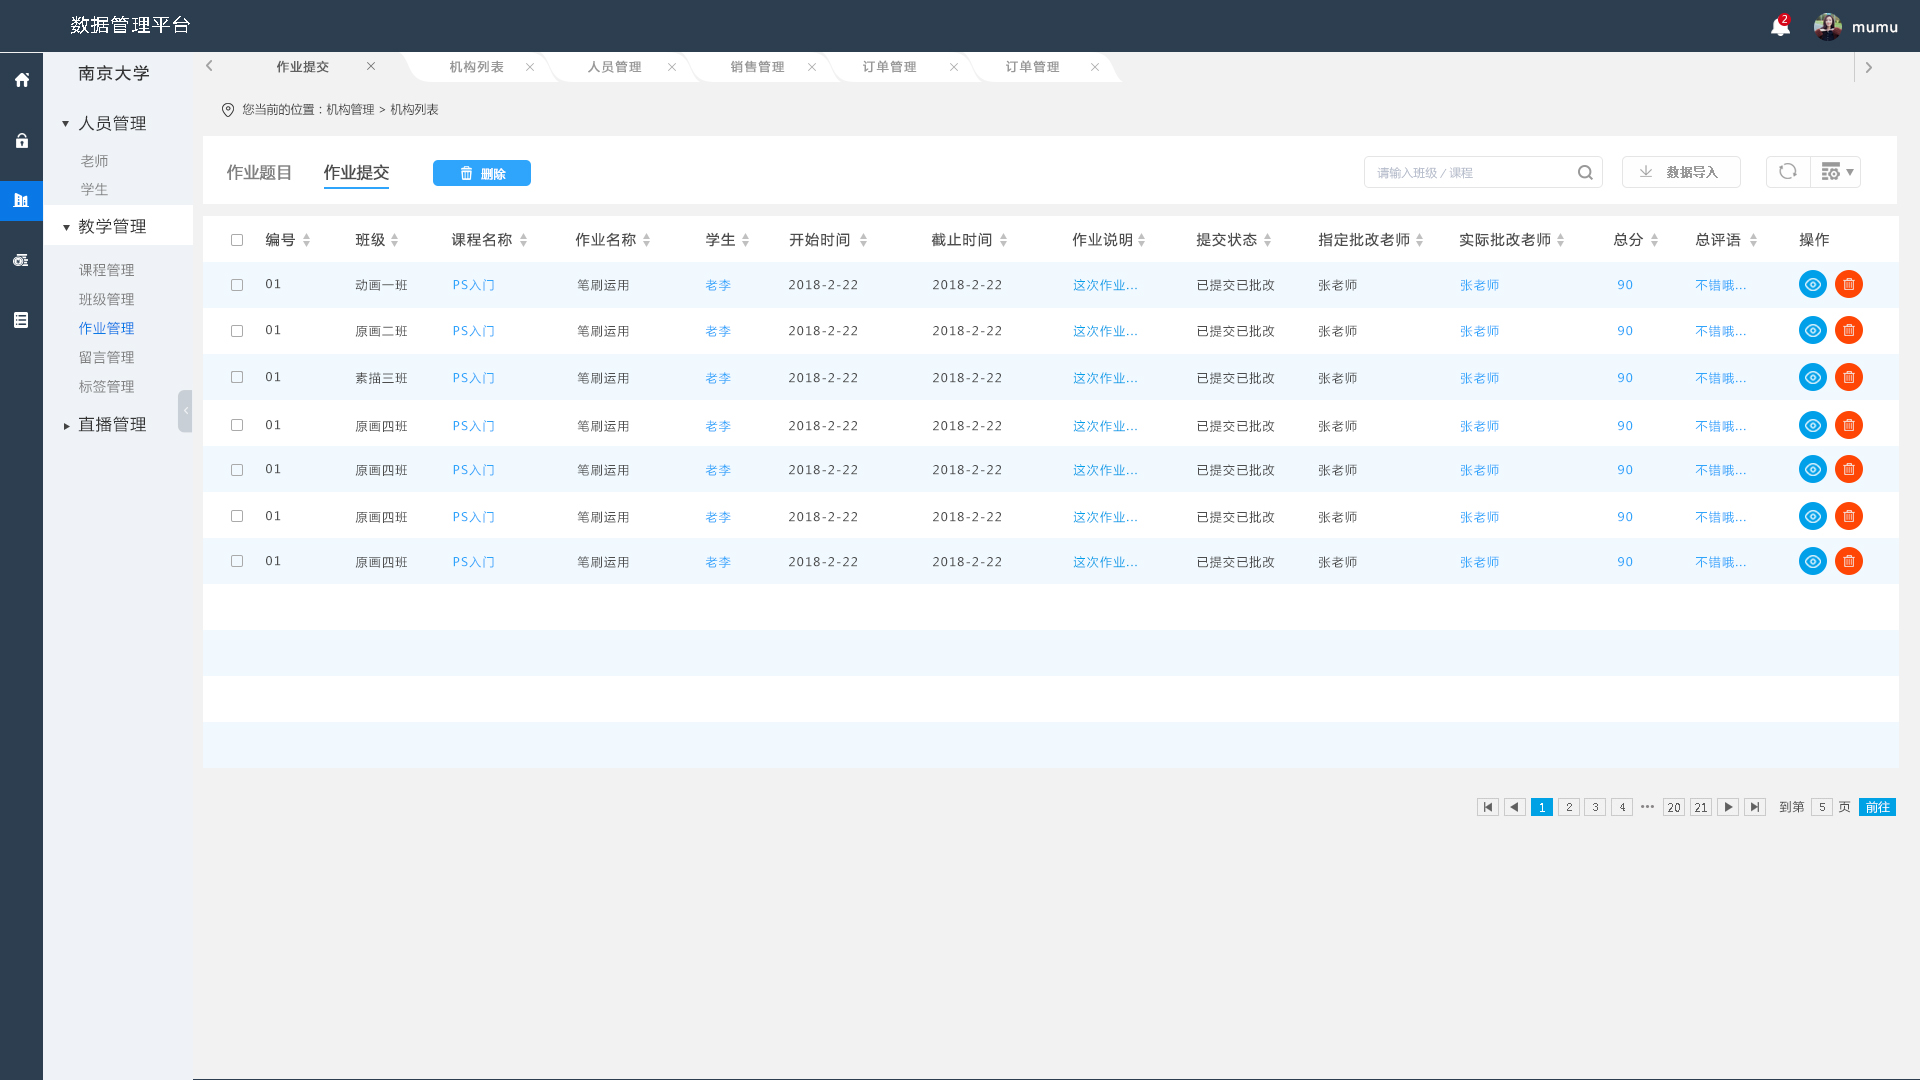 数据管理平台
2
mumu
南京大学
人员管理
老师
学生
教学管理
课程管理
班级管理
作业管理
留言管理
标签管理
直播管理
作业提交 机构列表 人员管理 销售管理 订单管理 订单管理
您当前的位置：机构管理 > 机构列表
作业题目 作业提交 删除 请输入班级 / 课程 数据导入
编号 班级 课程名称 作业名称 学生 开始时间 截止时间 作业说明 提交状态 指定批改老师 实际批改老师 总分 总评语 操作
01 动画一班 PS入门 笔刷运用 老李 2018-2-22 2018-2-22 这次作业... 已提交已批改 张老师 张老师 90 不错哦...
01 原画二班 PS入门 笔刷运用 老李 2018-2-22 2018-2-22 这次作业... 已提交已批改 张老师 张老师 90 不错哦...
01 素描三班 PS入门 笔刷运用 老李 2018-2-22 2018-2-22 这次作业... 已提交已批改 张老师 张老师 90 不错哦...
01 原画四班 PS入门 笔刷运用 老李 2018-2-22 2018-2-22 这次作业... 已提交已批改 张老师 张老师 90 不错哦...
01 原画四班 PS入门 笔刷运用 老李 2018-2-22 2018-2-22 这次作业... 已提交已批改 张老师 张老师 90 不错哦...
01 原画四班 PS入门 笔刷运用 老李 2018-2-22 2018-2-22 这次作业... 已提交已批改 张老师 张老师 90 不错哦...
01 原画四班 PS入门 笔刷运用 老李 2018-2-22 2018-2-22 这次作业... 已提交已批改 张老师 张老师 90 不错哦...
1 2 3 4 ··· 20 21 到第 5 页 前往